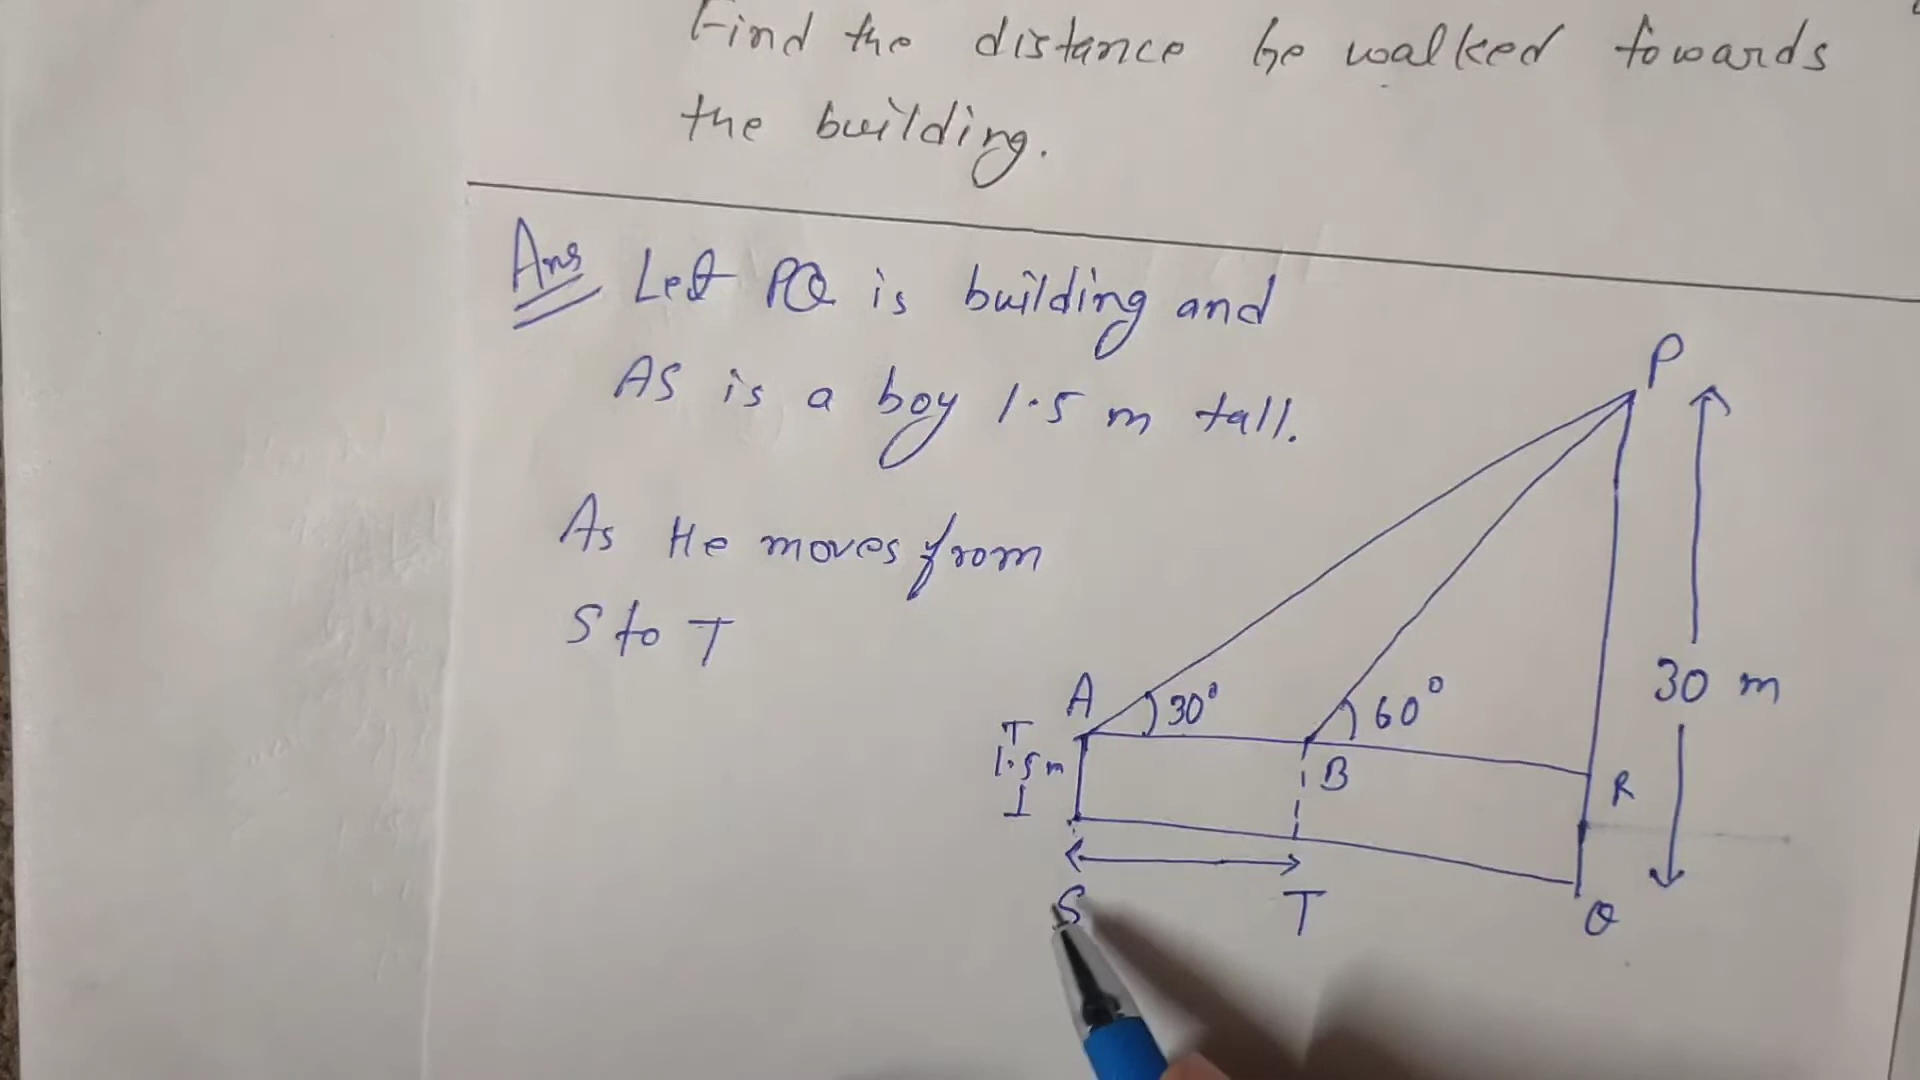 Find the distance he walked towards
the building.
Ans Let PQ is building and
AS is a boy 1.5 m tall.
As He moves from
S to T
P
30 m
A
30°
60°
1.5 m
B
R
S
T
Q